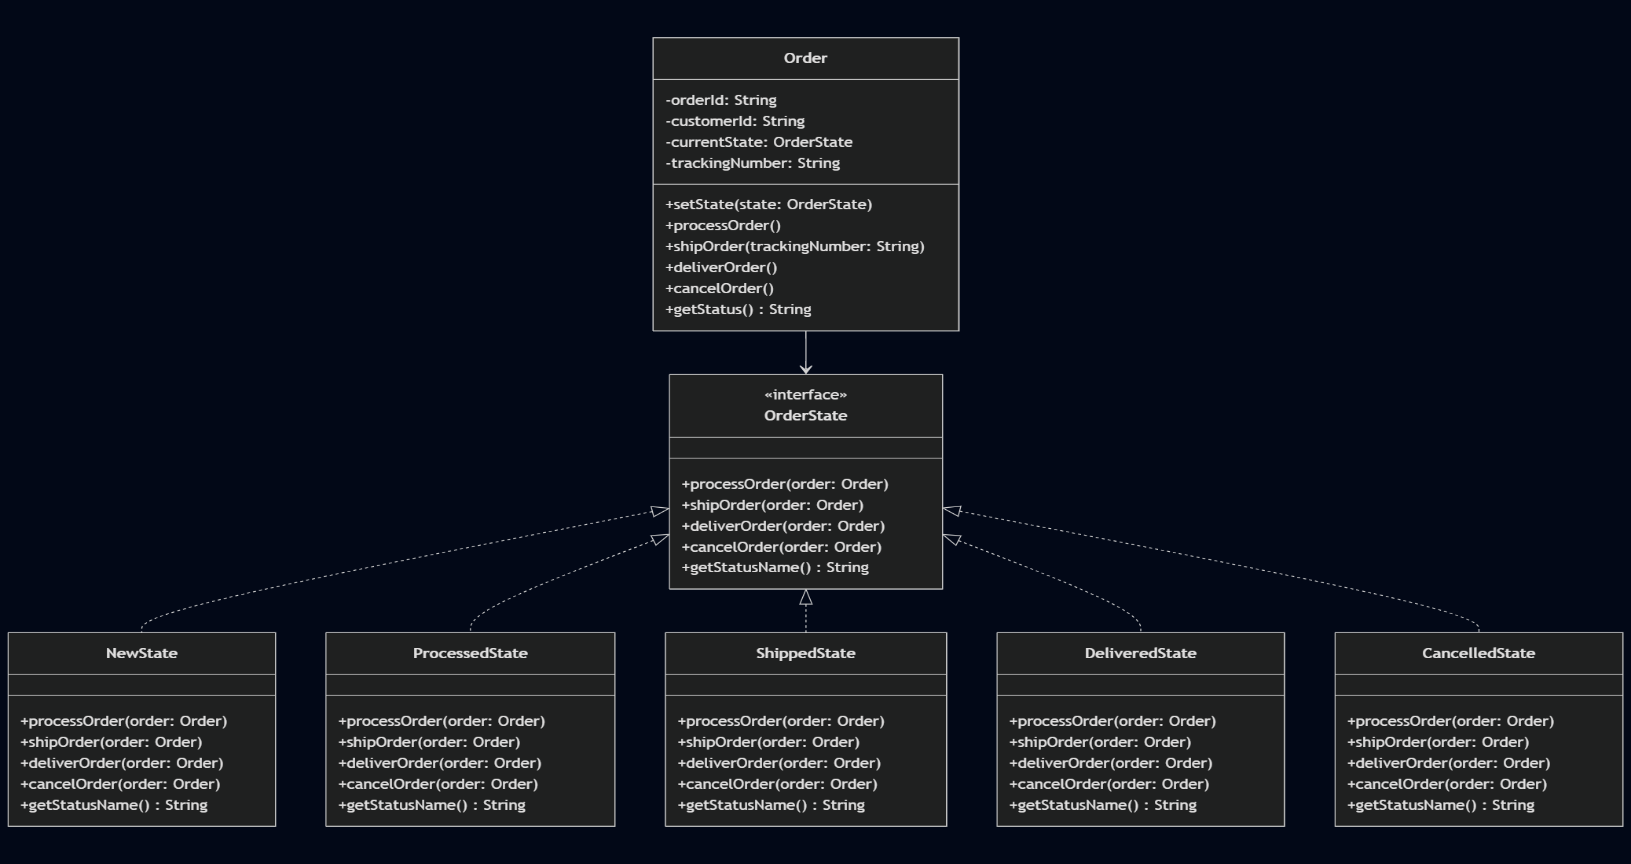 Order
-orderId: String
-customerId: String
-currentState: OrderState
-trackingNumber: String
+setState(state: OrderState)
+processOrder()
+shipOrder(trackingNumber: String)
+deliverOrder()
+cancelOrder()
+getStatus() : String
«interface»
OrderState
+processOrder(order: Order)
+shipOrder(order: Order)
+deliverOrder(order: Order)
+cancelOrder(order: Order)
+getStatusName() : String
NewState
+processOrder(order: Order)
+shipOrder(order: Order)
+deliverOrder(order: Order)
+cancelOrder(order: Order)
+getStatusName() : String
ProcessedState
+processOrder(order: Order)
+shipOrder(order: Order)
+deliverOrder(order: Order)
+cancelOrder(order: Order)
+getStatusName() : String
ShippedState
+processOrder(order: Order)
+shipOrder(order: Order)
+deliverOrder(order: Order)
+cancelOrder(order: Order)
+getStatusName() : String
DeliveredState
+processOrder(order: Order)
+shipOrder(order: Order)
+deliverOrder(order: Order)
+cancelOrder(order: Order)
+getStatusName() : String
CancelledState
+processOrder(order: Order)
+shipOrder(order: Order)
+deliverOrder(order: Order)
+cancelOrder(order: Order)
+getStatusName() : String